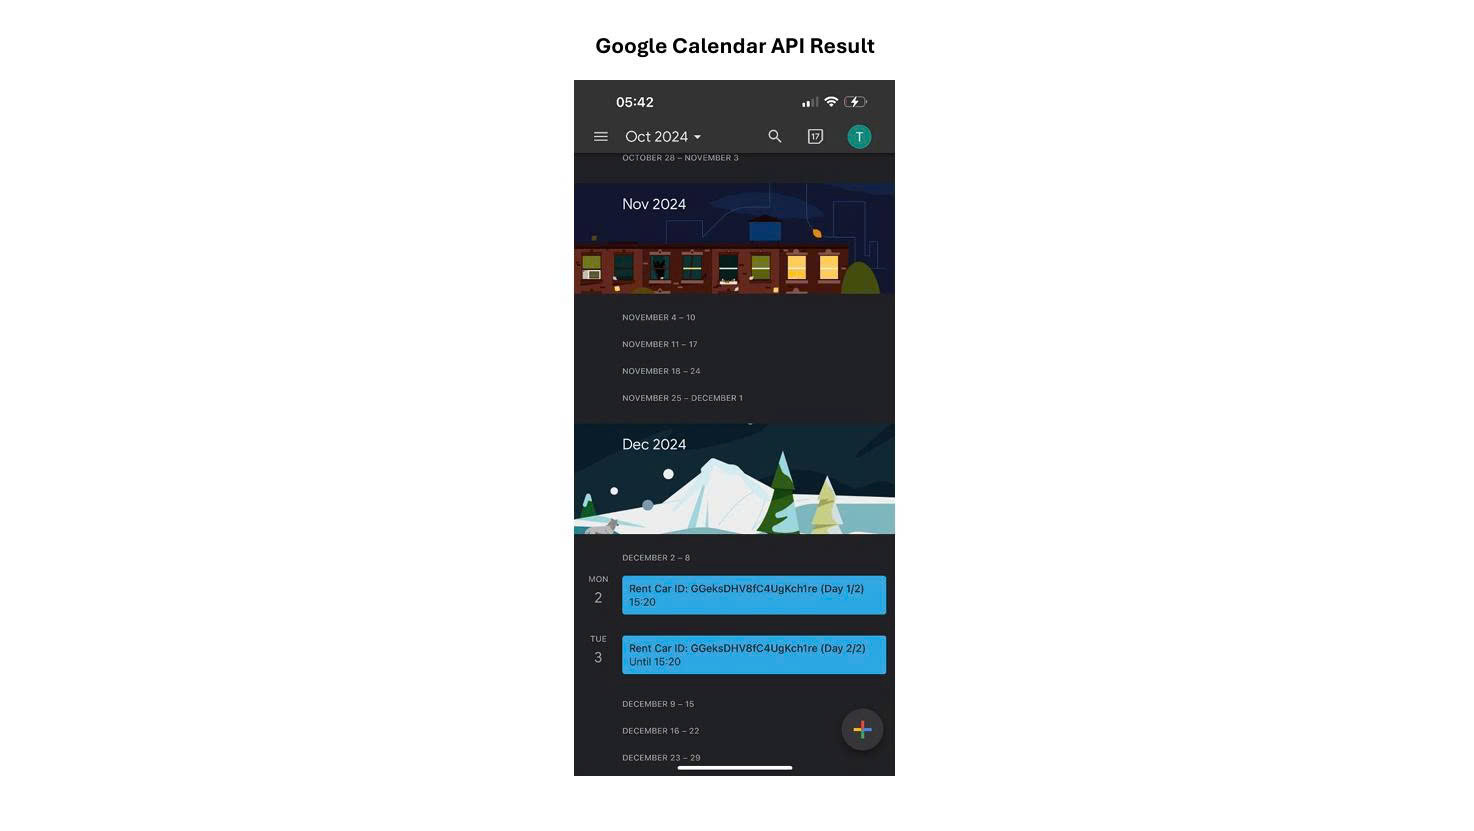 Google Calendar API Result
05:42
Oct 2024
17
T
OCTOBER 28 – NOVEMBER 3
Nov 2024
NOVEMBER 4 – 10
NOVEMBER 11 – 17
NOVEMBER 18 – 24
NOVEMBER 25 – DECEMBER 1
Dec 2024
DECEMBER 2 – 8
MON
2
Rent Car ID: GGeksDHV8fC4UgKch1re (Day 1/2)
15:20
TUE
3
Rent Car ID: GGeksDHV8fC4UgKch1re (Day 2/2)
Until 15:20
DECEMBER 9 – 15
DECEMBER 16 – 22
DECEMBER 23 – 29